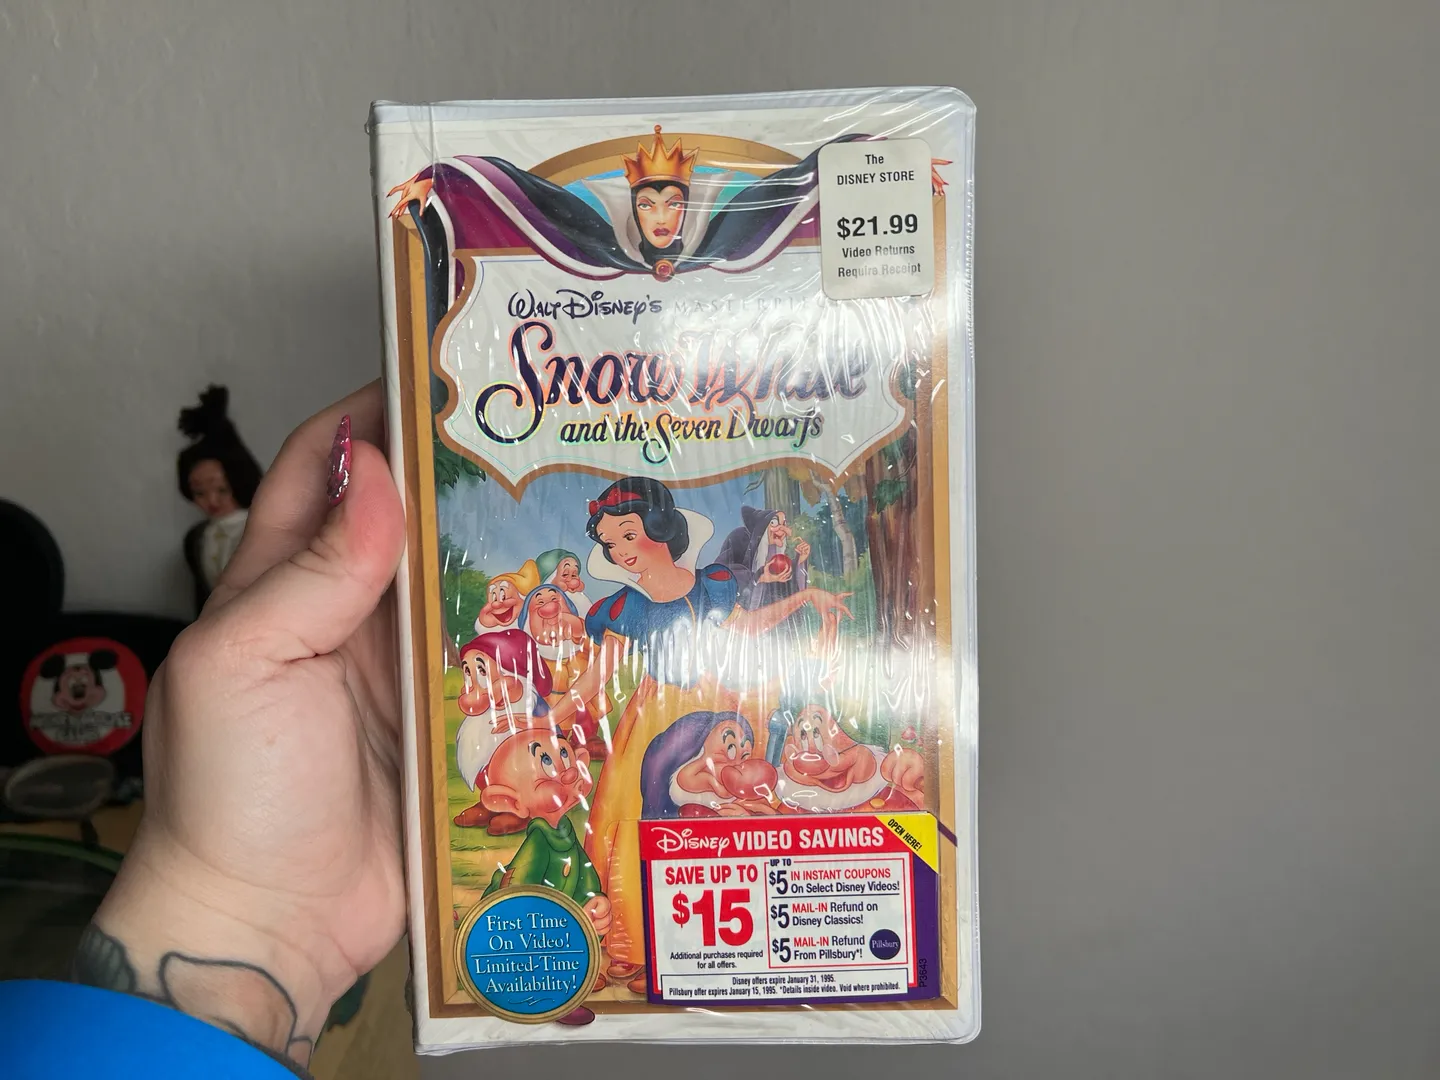 The
DISNEY STORE
$21.99
Video Returns
Require Receipt
WALT DISNEY'S MASTERPIECE
Snow White
and the Seven Dwarfs
DISNEY VIDEO SAVINGS
OPEN HERE!
SAVE UP TO
$15
Additional purchases required
for all offers.
UP TO
$5 IN INSTANT COUPONS
On Select Disney Videos!
$5 MAIL-IN Refund on
Disney Classics!
$5 MAIL-IN Refund
From Pillsbury*!
Pillsbury
Disney offers expire January 31, 1995.
Pillsbury offer expires January 15, 1995. *Details inside video. Void where prohibited.
P3643
First Time
On Video!
Limited-Time
Availability!
MICKEY MOUSE